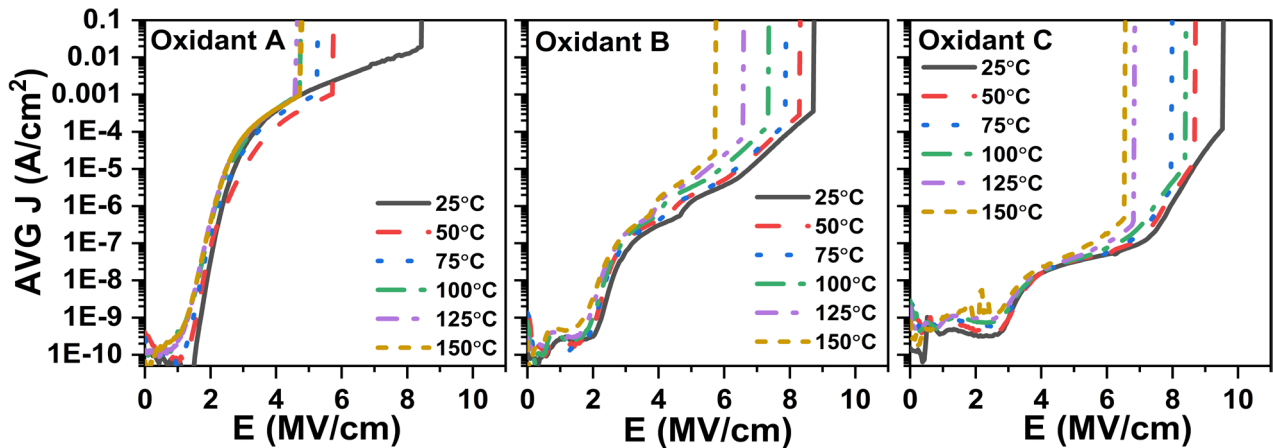 AVG J (A/cm²)
0.1
0.01
0.001
1E-4
1E-5
1E-6
1E-7
1E-8
1E-9
1E-10
Oxidant A
25°C
50°C
75°C
100°C
125°C
150°C
0 2 4 6 8 10
E (MV/cm)
Oxidant B
25°C
50°C
75°C
100°C
125°C
150°C
0 2 4 6 8 10
E (MV/cm)
Oxidant C
25°C
50°C
75°C
100°C
125°C
150°C
0 2 4 6 8 10
E (MV/cm)